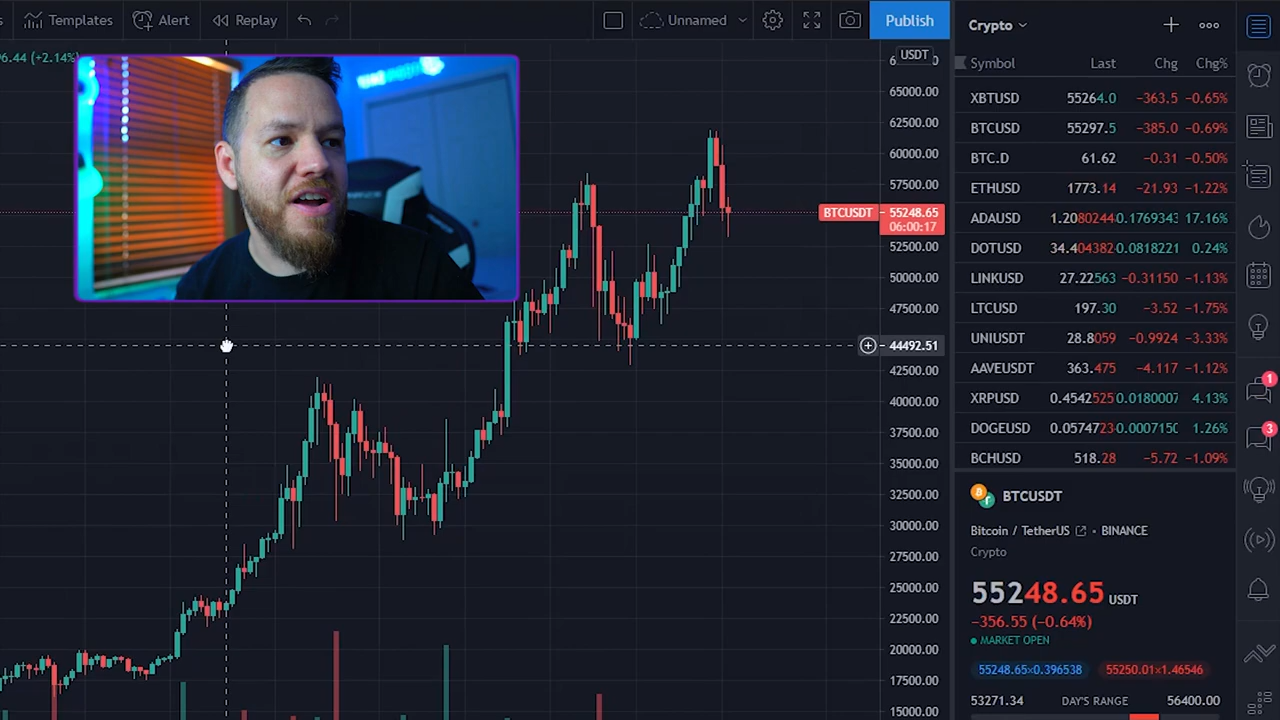 Templates Alert Replay Unnamed Publish
6.44 (+2.14%)
USDT
65000.00
62500.00
60000.00
57500.00
BTCUSDT 55248.65
06:00:17
52500.00
50000.00
47500.00
44492.51
42500.00
40000.00
37500.00
35000.00
32500.00
30000.00
27500.00
25000.00
22500.00
20000.00
17500.00
15000.00
Crypto
Symbol Last Chg Chg%
XBTUSD 55264.0 −363.5 −0.65%
BTCUSD 55297.5 −385.0 −0.69%
BTC.D 61.62 −0.31 −0.50%
ETHUSD 1773.14 −21.93 −1.22%
ADAUSD 1.2080244 0.1769343 17.16%
DOTUSD 34.404382 0.0818221 0.24%
LINKUSD 27.22563 −0.31150 −1.13%
LTCUSD 197.30 −3.52 −1.75%
UNIUSDT 28.8059 −0.9924 −3.33%
AAVEUSDT 363.475 −4.117 −1.12%
XRPUSD 0.4542525 0.0180007 4.13%
DOGEUSD 0.0574723 0.000715 1.26%
BCHUSD 518.28 −5.72 −1.09%
1
3
BTCUSDT
Bitcoin / TetherUS • BINANCE
Crypto
55248.65 USDT
−356.55 (−0.64%)
MARKET OPEN
55248.65×0.396538 55250.01×1.46546
53271.34 DAY'S RANGE 56400.00